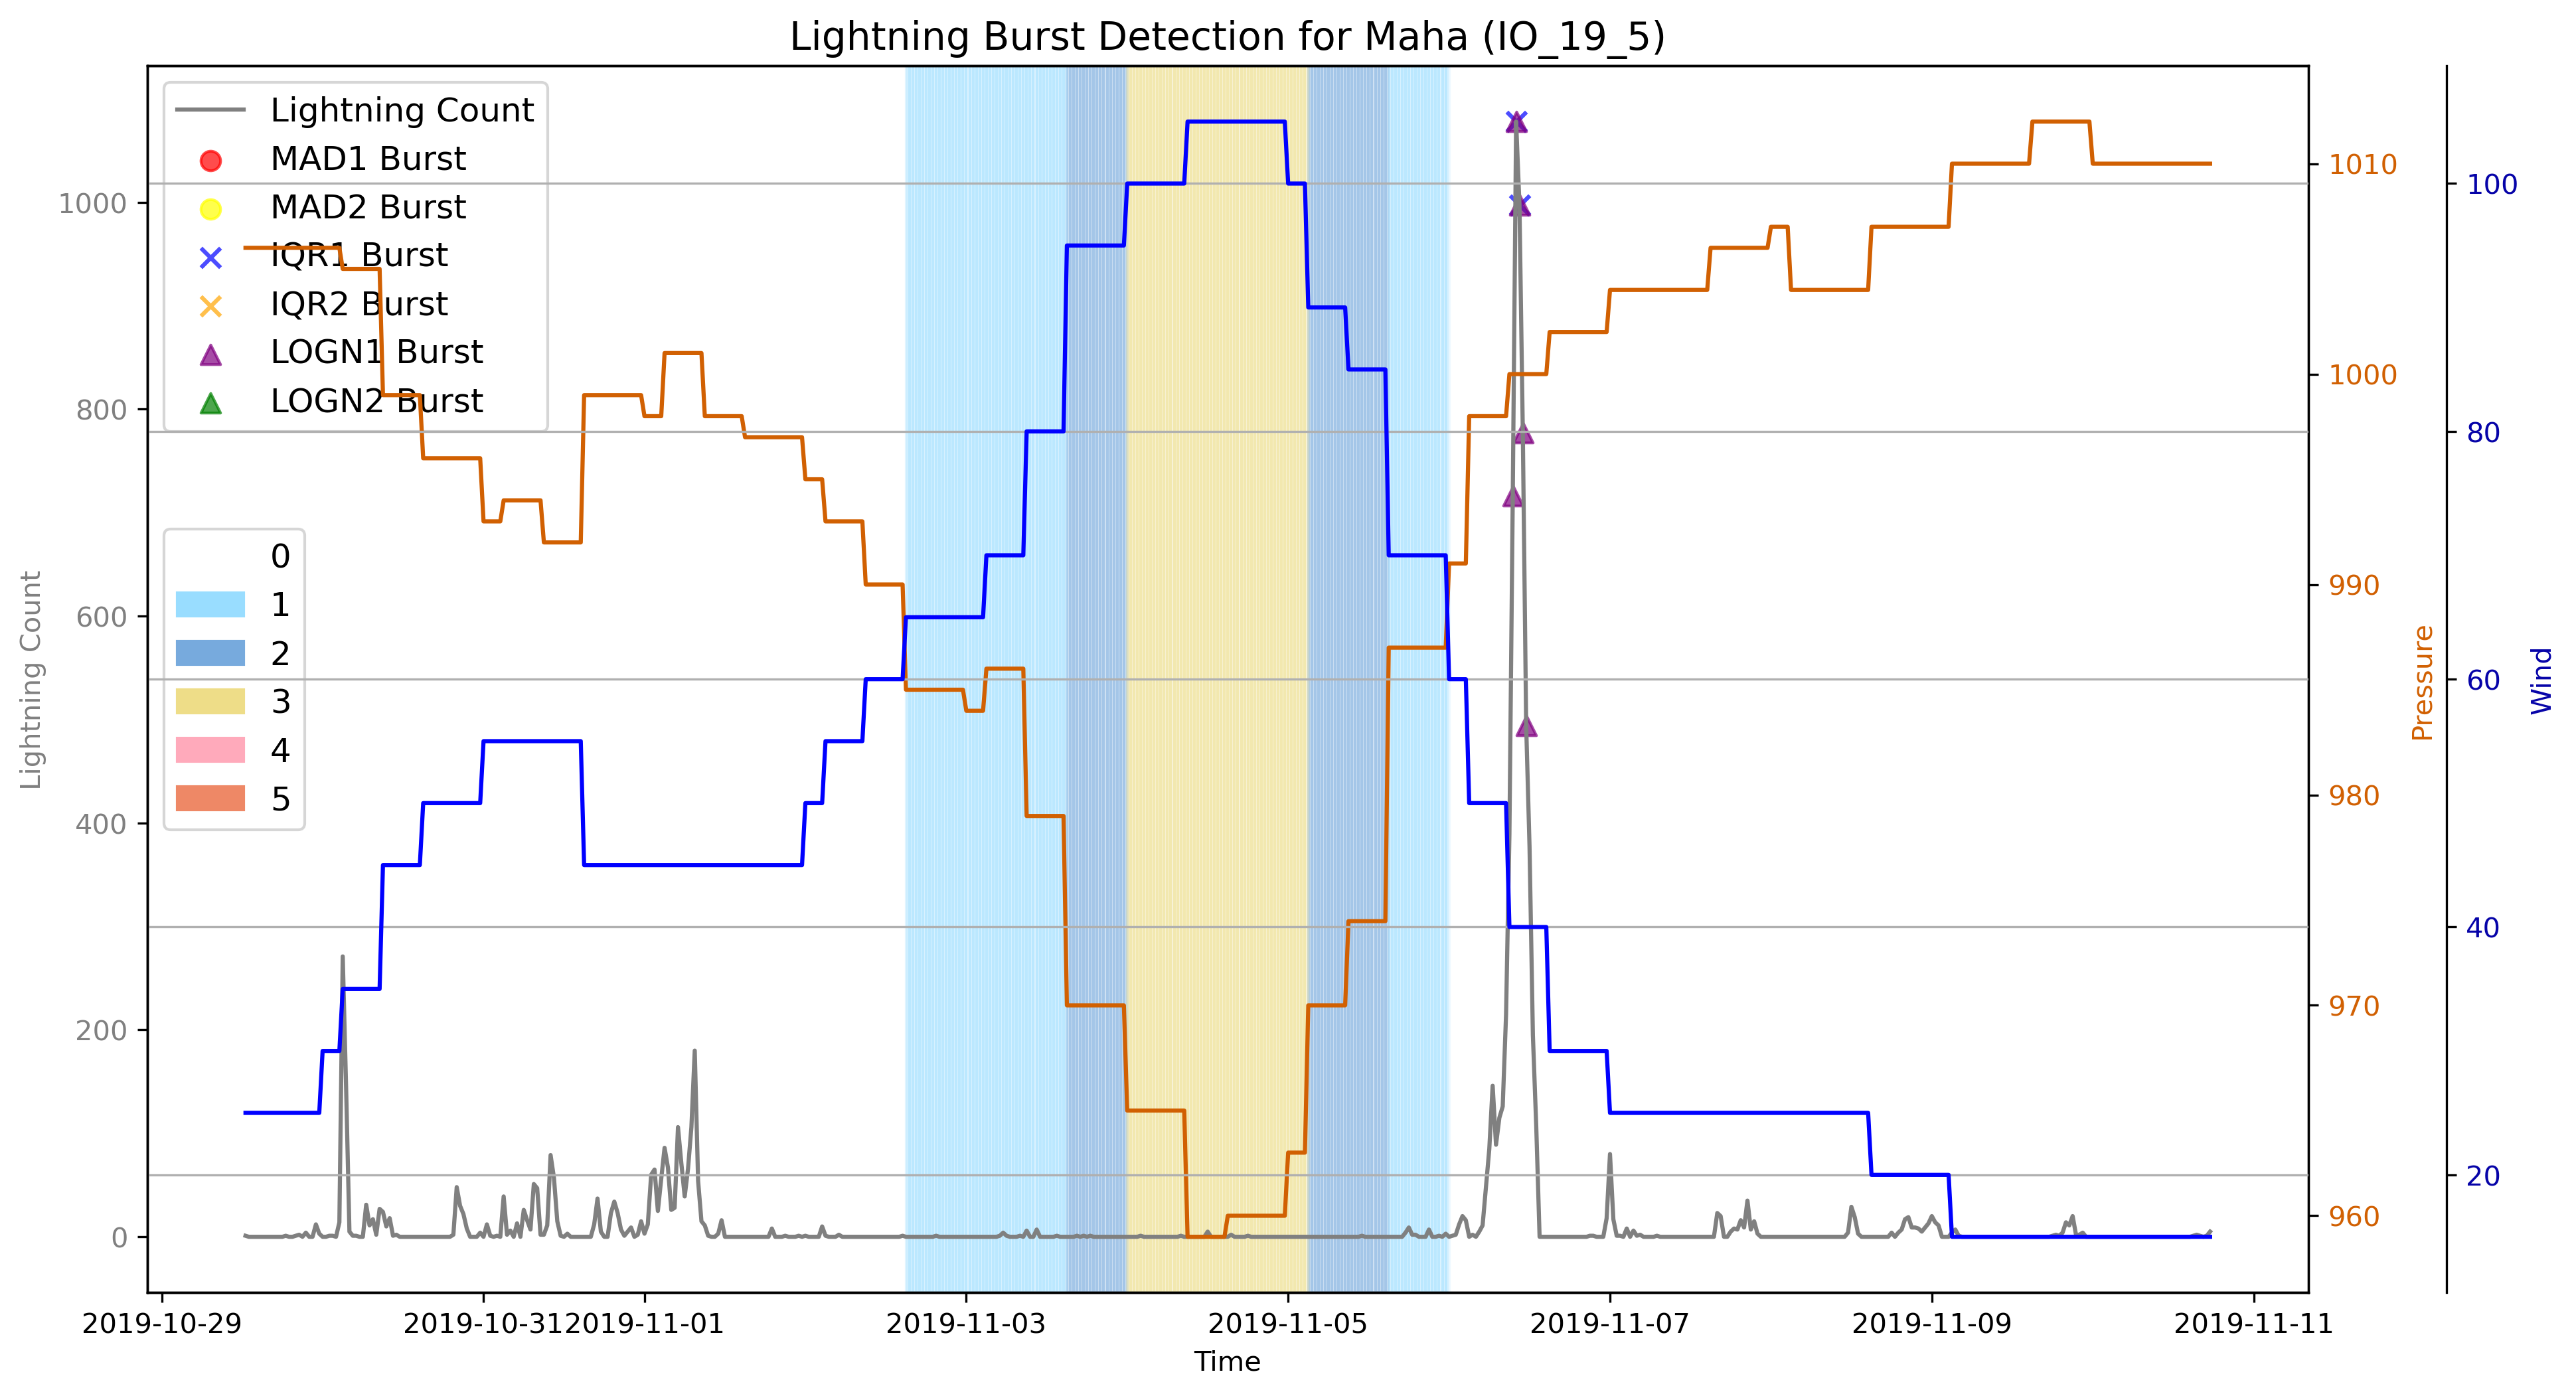 Lightning Burst Detection for Maha (IO_19_5)
Lightning Count
MAD1 Burst
MAD2 Burst
IQR1 Burst
IQR2 Burst
LOGN1 Burst
LOGN2 Burst
0
1
2
3
4
5
Lightning Count
1000
800
600
400
200
0
1010
1000
990
980
970
960
Pressure
100
80
60
40
20
Wind
2019-10-29
2019-10-31
2019-11-01
2019-11-03
2019-11-05
2019-11-07
2019-11-09
2019-11-11
Time